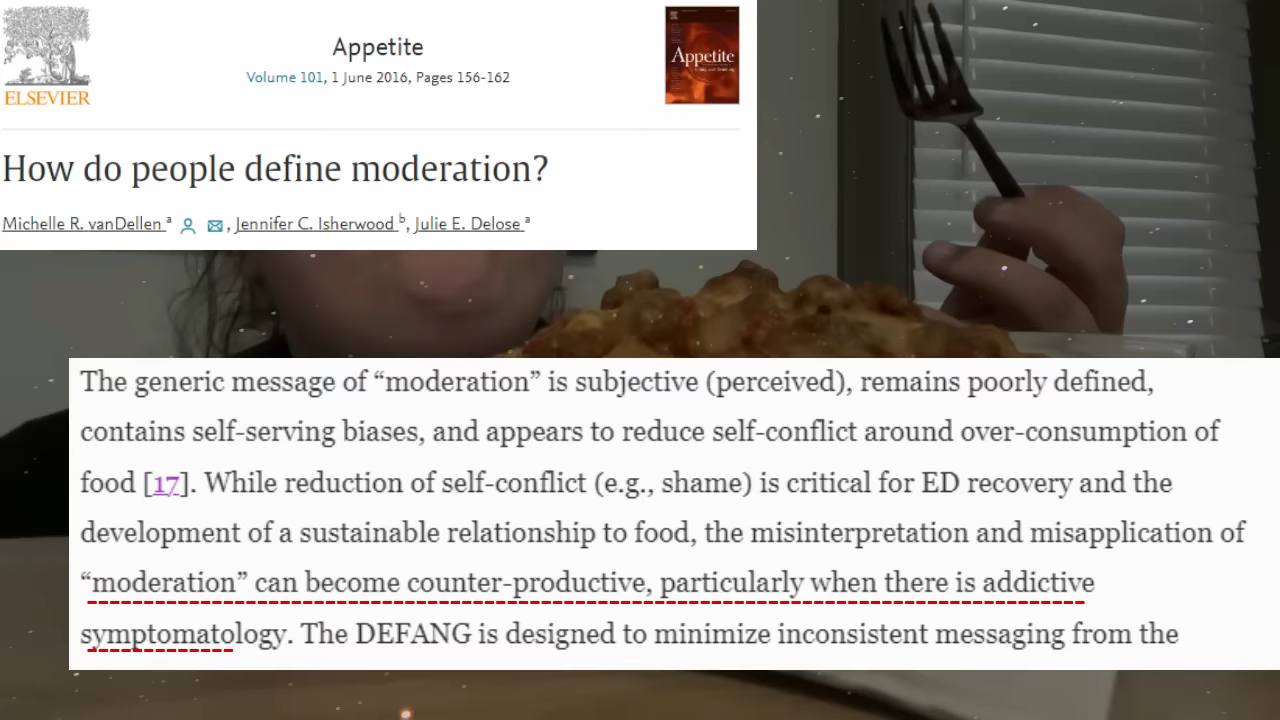 ELSEVIER
Appetite
Volume 101, 1 June 2016, Pages 156-162
Appetite
How do people define moderation?
Michelle R. vanDellen a , Jennifer C. Isherwood b, Julie E. Delose a
The generic message of “moderation” is subjective (perceived), remains poorly defined,
contains self-serving biases, and appears to reduce self-conflict around over-consumption of
food [17]. While reduction of self-conflict (e.g., shame) is critical for ED recovery and the
development of a sustainable relationship to food, the misinterpretation and misapplication of
“moderation” can become counter-productive, particularly when there is addictive
symptomatology. The DEFANG is designed to minimize inconsistent messaging from the